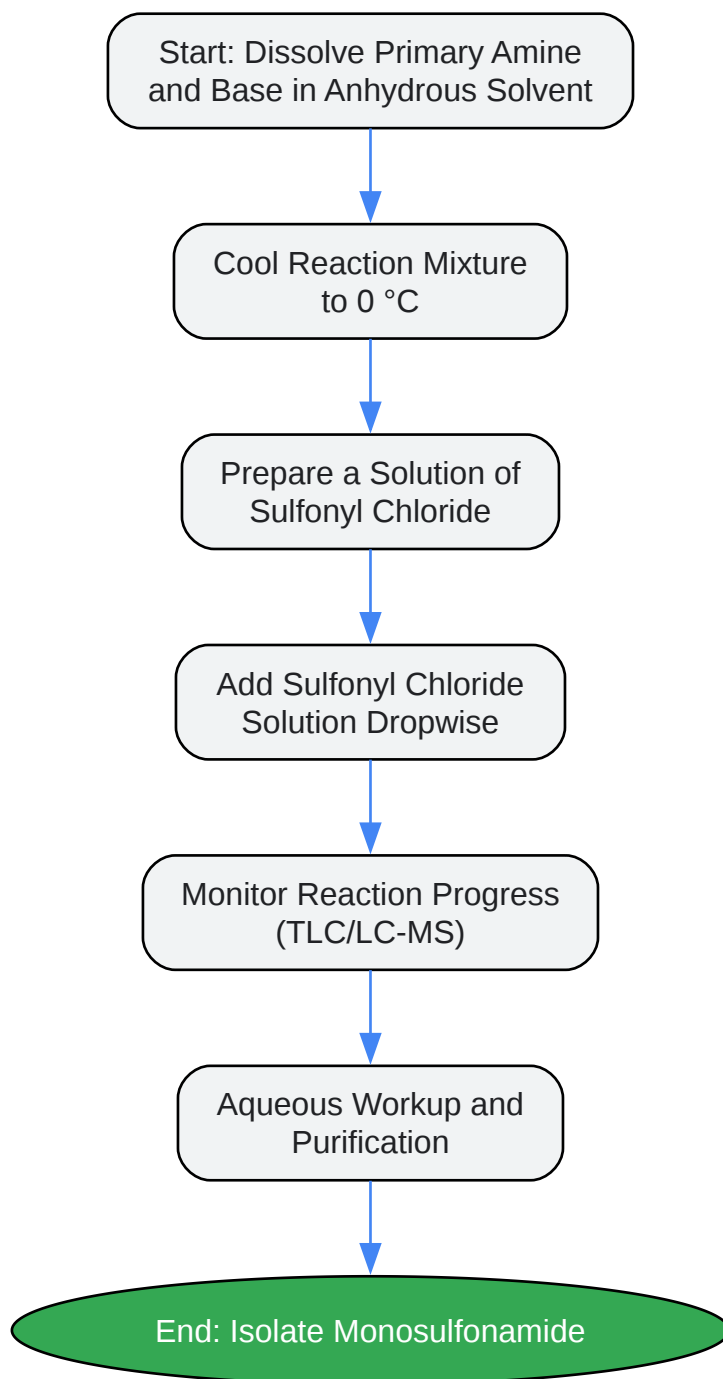 Start: Dissolve Primary Amine
and Base in Anhydrous Solvent
Cool Reaction Mixture
to 0 °C
Prepare a Solution of
Sulfonyl Chloride
Add Sulfonyl Chloride
Solution Dropwise
Monitor Reaction Progress
(TLC/LC-MS)
Aqueous Workup and
Purification
End: Isolate Monosulfonamide